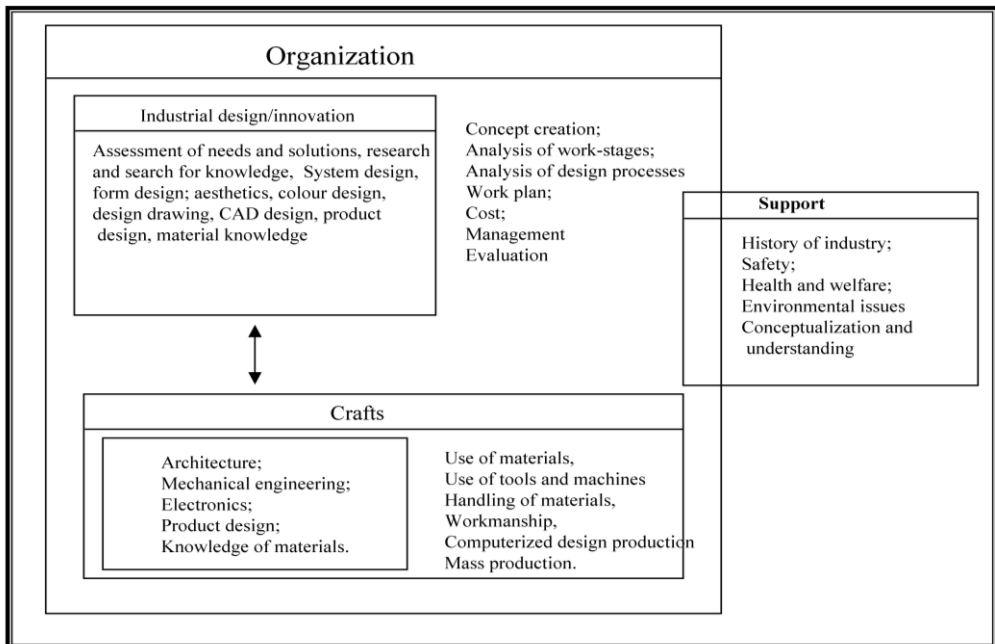 Organization
Industrial design/innovation
Assessment of needs and solutions, research
and search for knowledge, System design,
form design; aesthetics, colour design,
design drawing, CAD design, product
design, material knowledge
Concept creation;
Analysis of work-stages;
Analysis of design processes
Work plan;
Cost;
Management
Evaluation
Support
History of industry;
Safety;
Health and welfare;
Environmental issues
Conceptualization and
understanding
Crafts
Architecture;
Mechanical engineering;
Electronics;
Product design;
Knowledge of materials.
Use of materials,
Use of tools and machines
Handling of materials,
Workmanship,
Computerized design production
Mass production.